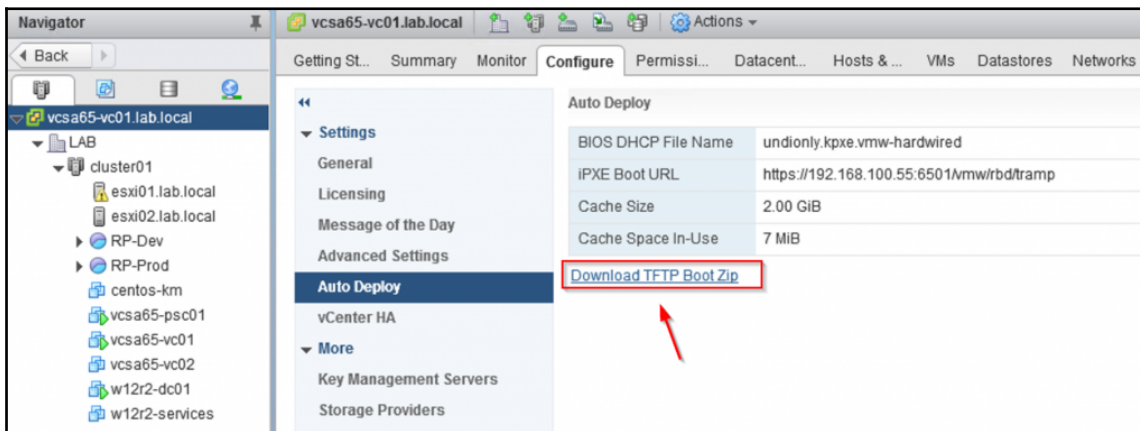 Navigator
Back
vcsa65-vc01.lab.local
LAB
cluster01
esxi01.lab.local
esxi02.lab.local
RP-Dev
RP-Prod
centos-km
vcsa65-psc01
vcsa65-vc01
vcsa65-vc02
w12r2-dc01
w12r2-services
vcsa65-vc01.lab.local Actions
Getting St... Summary Monitor Configure Permissi... Datacent... Hosts & ... VMs Datastores Networks
Settings
General
Licensing
Message of the Day
Advanced Settings
Auto Deploy
vCenter HA
More
Key Management Servers
Storage Providers
Auto Deploy
BIOS DHCP File Name undionly.kpxe.vmw-hardwired
iPXE Boot URL https://192.168.100.55:6501/vmw/rbd/tramp
Cache Size 2.00 GiB
Cache Space In-Use 7 MiB
Download TFTP Boot Zip